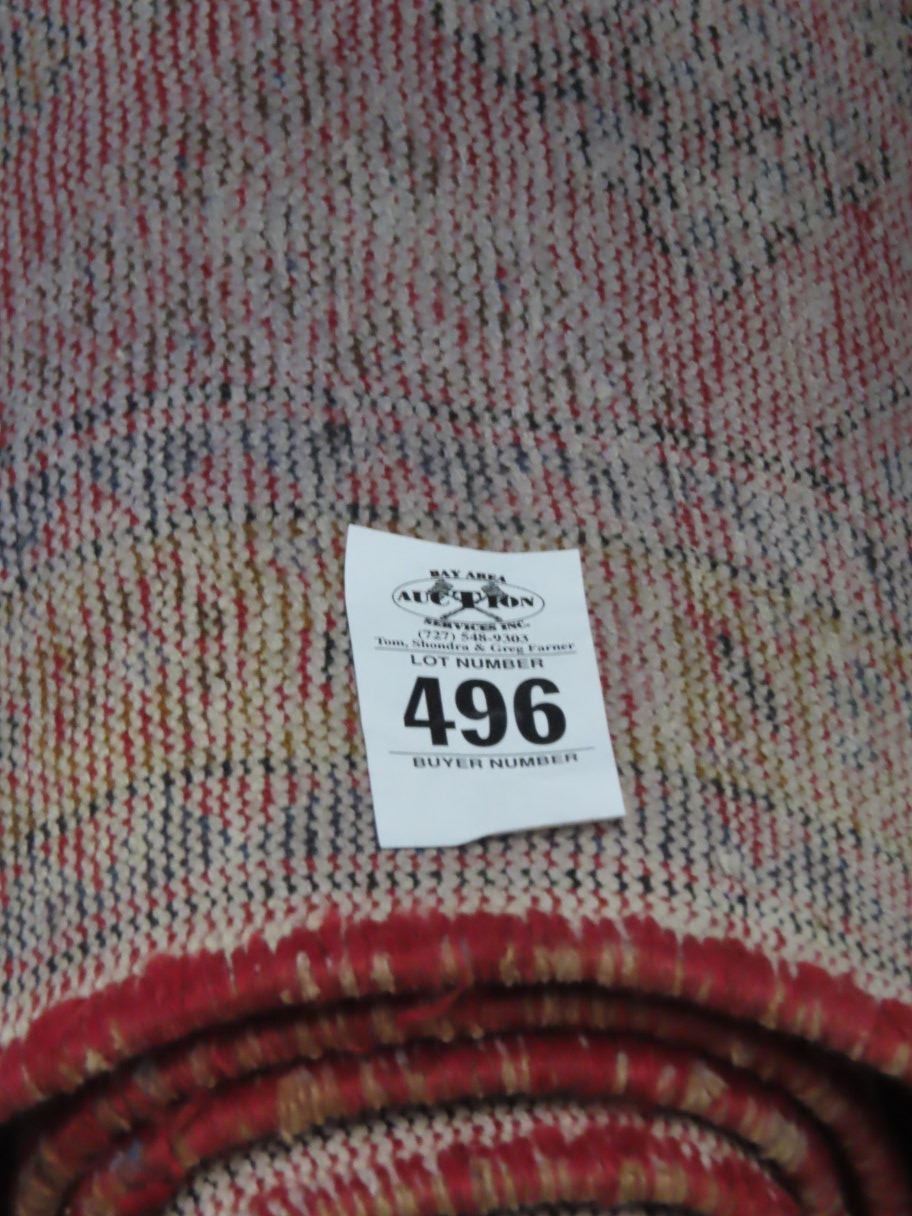 BAY AREA
AUCTION
SERVICES INC.
(727) 548-9303
Tom, Shondra & Greg Farner
LOT NUMBER
496
BUYER NUMBER